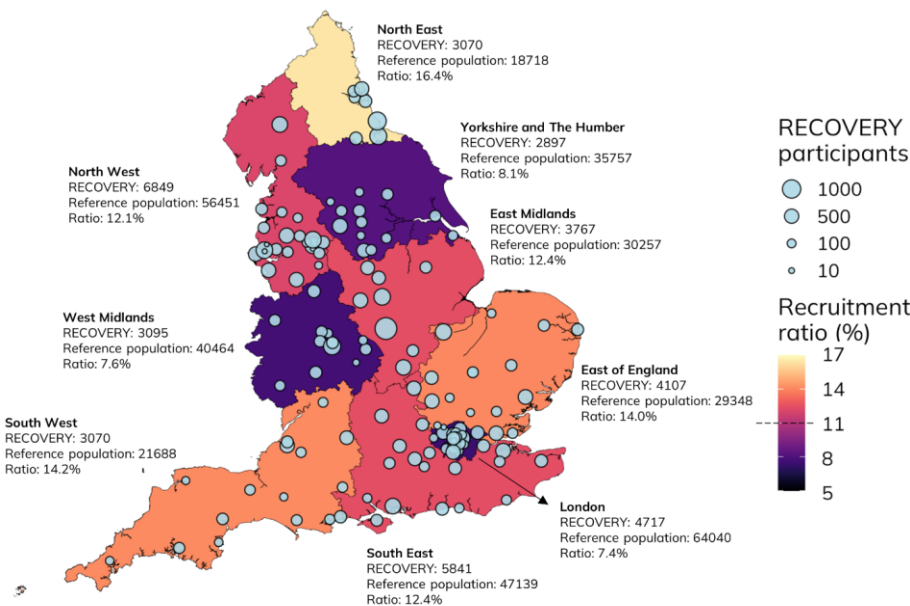 North East
RECOVERY: 3070
Reference population: 18718
Ratio: 16.4%
Yorkshire and The Humber
RECOVERY: 2897
Reference population: 35757
Ratio: 8.1%
North West
RECOVERY: 6849
Reference population: 56451
Ratio: 12.1%
East Midlands
RECOVERY: 3767
Reference population: 30257
Ratio: 12.4%
West Midlands
RECOVERY: 3095
Reference population: 40464
Ratio: 7.6%
East of England
RECOVERY: 4107
Reference population: 29348
Ratio: 14.0%
South West
RECOVERY: 3070
Reference population: 21688
Ratio: 14.2%
London
RECOVERY: 4717
Reference population: 64040
Ratio: 7.4%
South East
RECOVERY: 5841
Reference population: 47139
Ratio: 12.4%
RECOVERY
participants
1000
500
100
10
Recruitment
ratio (%)
17
14
11
8
5